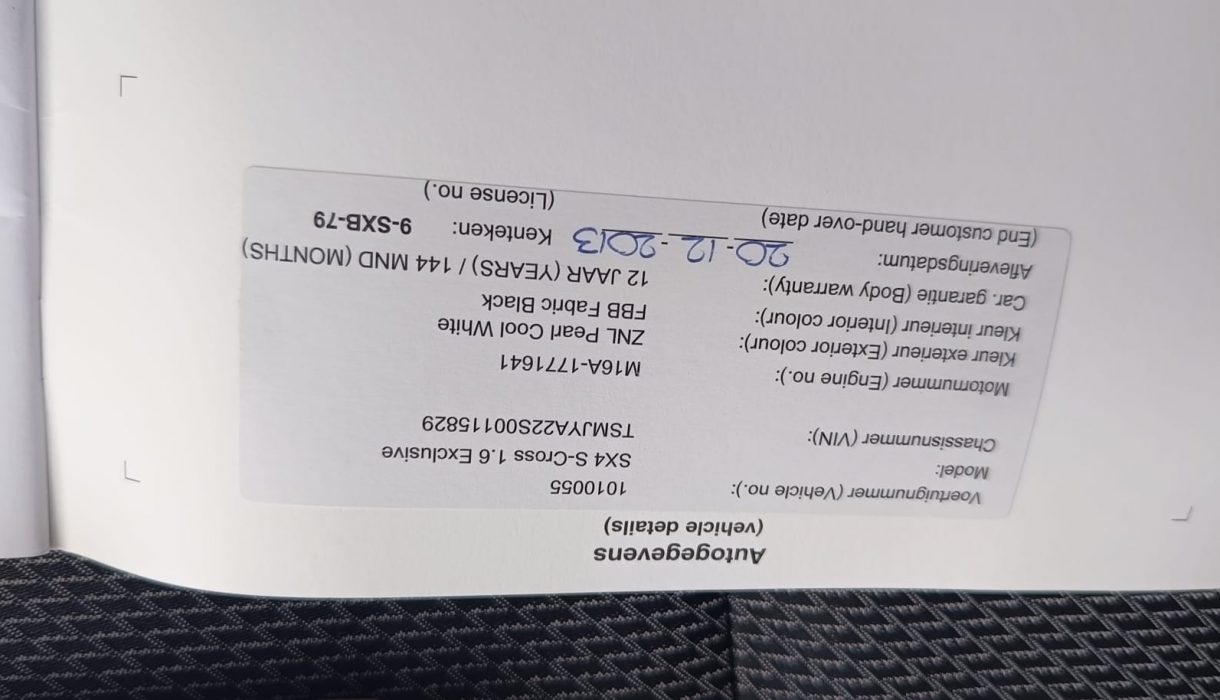 Autogegevens
(vehicle details)
Voertuignummer (Vehicle no.): 1010055
Model: SX4 S-Cross 1.6 Exclusive
Chassisnummer (VIN): TSMJYA22S00115829
Motornummer (Engine no.): M16A-1771641
Kleur exterieur (Exterior colour): ZNL Pearl Cool White
Kleur interieur (Interior colour): FBB Fabric Black
Car. garantie (Body warranty): 12 JAAR (YEARS) / 144 MND (MONTHS)
Afleveringsdatum: 20-12-2013 Kenteken: 9-SXB-79
(End customer hand-over date) (License no.)